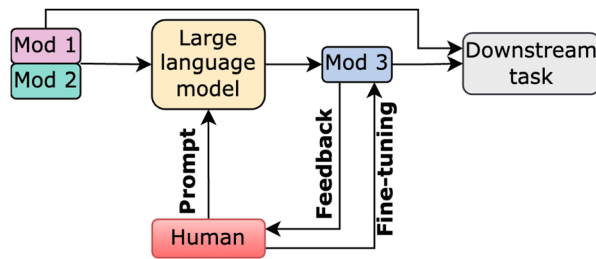 Mod 1
Mod 2
Large
language
model
Mod 3
Downstream
task
Prompt
Feedback
Fine-tuning
Human